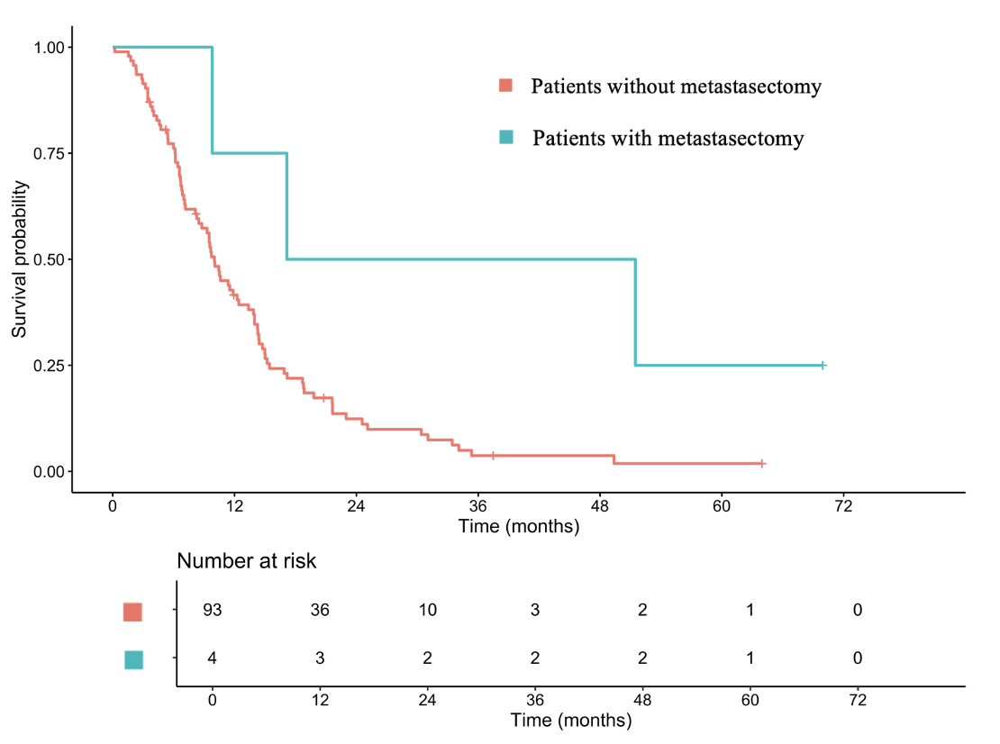 1.00
Patients without metastasectomy
Patients with metastasectomy
0.75
Survival probability
0.50
0.25
0.00
0 12 24 36 48 60 72
Time (months)
Number at risk
93 36 10 3 2 1 0
4 3 2 2 2 1 0
0 12 24 36 48 60 72
Time (months)